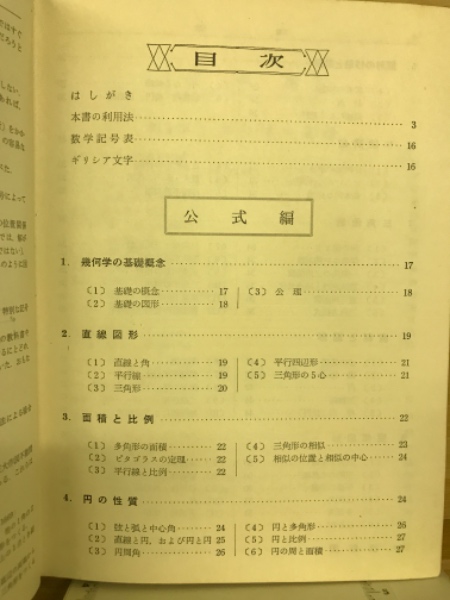 目次
はしがき
本書の利用法 3
数学記号表 16
ギリシア文字 16
公式編
1. 幾何学の基礎概念 17
(1) 基礎の概念 17 (3) 公理 18
(2) 基礎の図形 18
2. 直線図形 19
(1) 直線と角 19 (4) 平行四辺形 21
(2) 平行線 19 (5) 三角形の5心 21
(3) 三角形 20
3. 面積と比例 22
(1) 多角形の面積 22 (4) 三角形の相似 23
(2) ピタゴラスの定理 22 (5) 相似の位置と相似の中心 24
(3) 平行線と比例 22
4. 円の性質 24
(1) 弦と弧と中心角 24 (4) 円と多角形 26
(2) 直線と円,および円と円 25 (5) 円と比例 27
(3) 円周角 26 (6) 円の周と面積 27